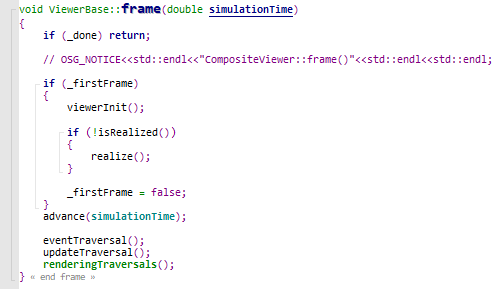 void ViewerBase::frame(double simulationTime)
{
if (_done) return;
// OSG_NOTICE<<std::endl<<"CompositeViewer::frame()"<<std::endl<<std::endl;
if (_firstFrame)
{
viewerInit();
if (!isRealized())
{
realize();
}
_firstFrame = false;
}
advance(simulationTime);
eventTraversal();
updateTraversal();
renderingTraversals();
} « end frame »